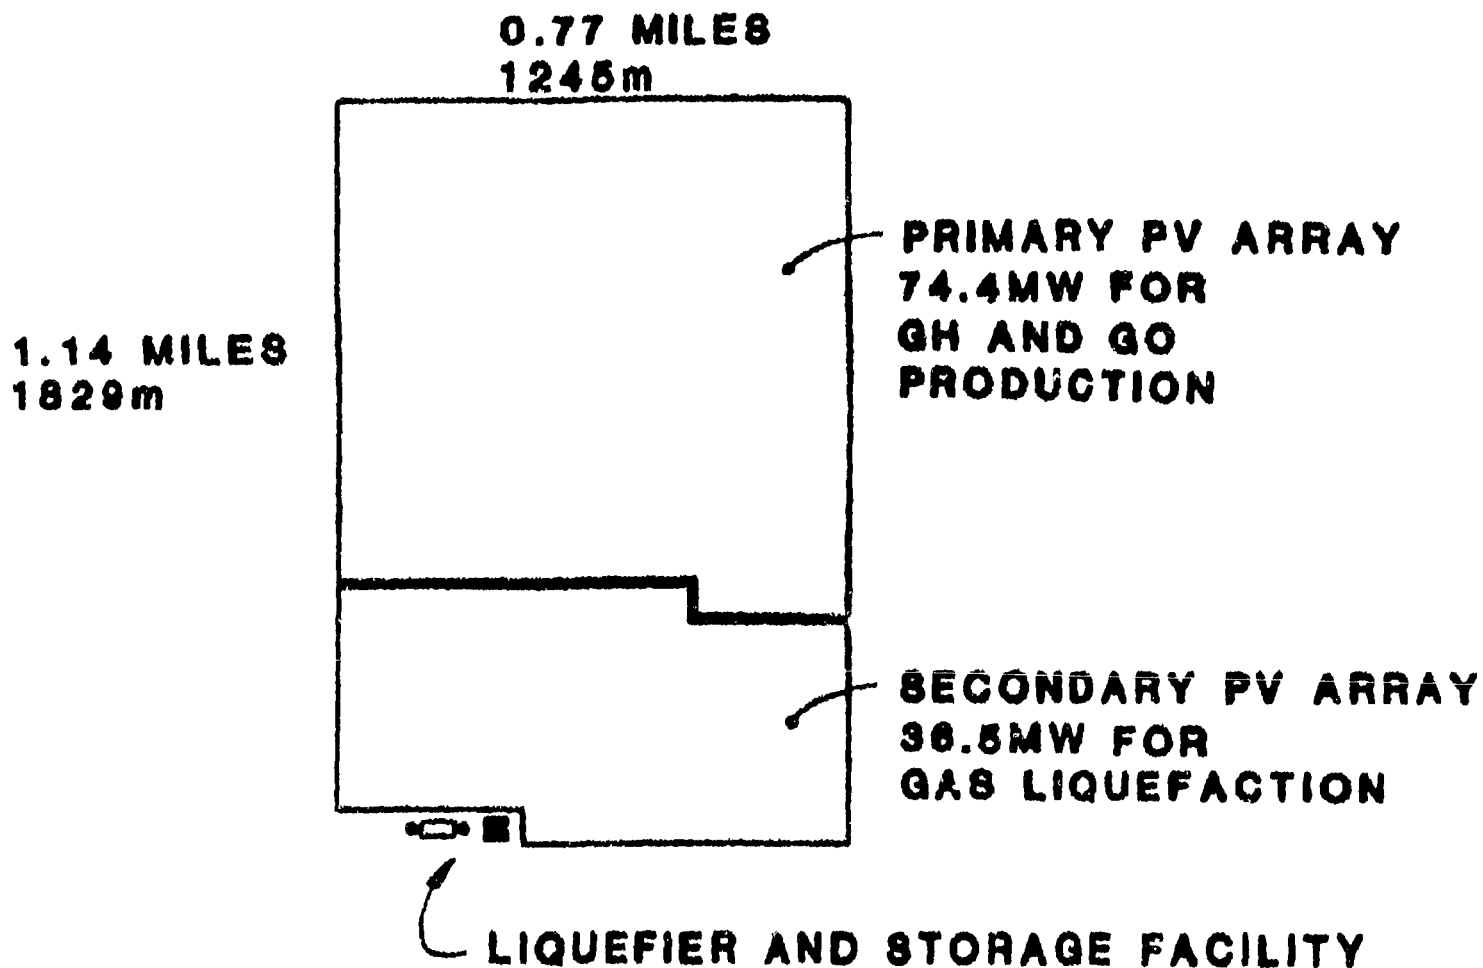 0.77 MILES
1245m
1.14 MILES
1829m
PRIMARY PV ARRAY
74.4MW FOR
GH AND GO
PRODUCTION
SECONDARY PV ARRAY
36.5MW FOR
GAS LIQUEFACTION
LIQUEFIER AND STORAGE FACILITY